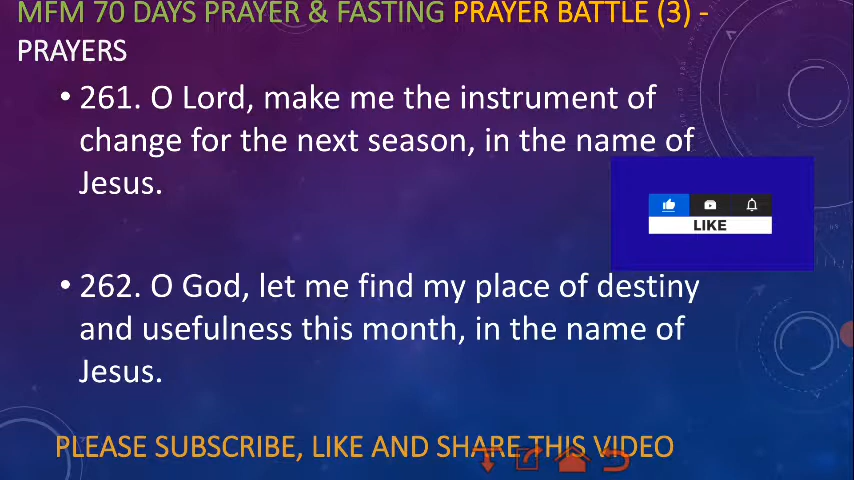 MFM 70 DAYS PRAYER & FASTING PRAYER BATTLE (3) -
PRAYERS
• 261. O Lord, make me the instrument of
change for the next season, in the name of
Jesus.
LIKE
• 262. O God, let me find my place of destiny
and usefulness this month, in the name of
Jesus.
PLEASE SUBSCRIBE, LIKE AND SHARE THIS VIDEO